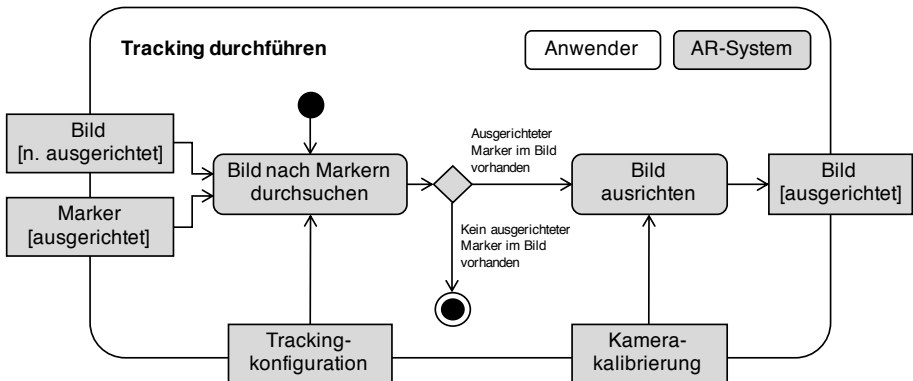 Tracking durchführen
Anwender
AR-System
Bild
[n. ausgerichtet]
Marker
[ausgerichtet]
Bild nach Markern
durchsuchen
Ausgerichteter
Marker im Bild
vorhanden
Kein ausgerichteter
Marker im Bild
vorhanden
Bild
ausrichten
Bild
[ausgerichtet]
Tracking-
konfiguration
Kamera-
kalibrierung